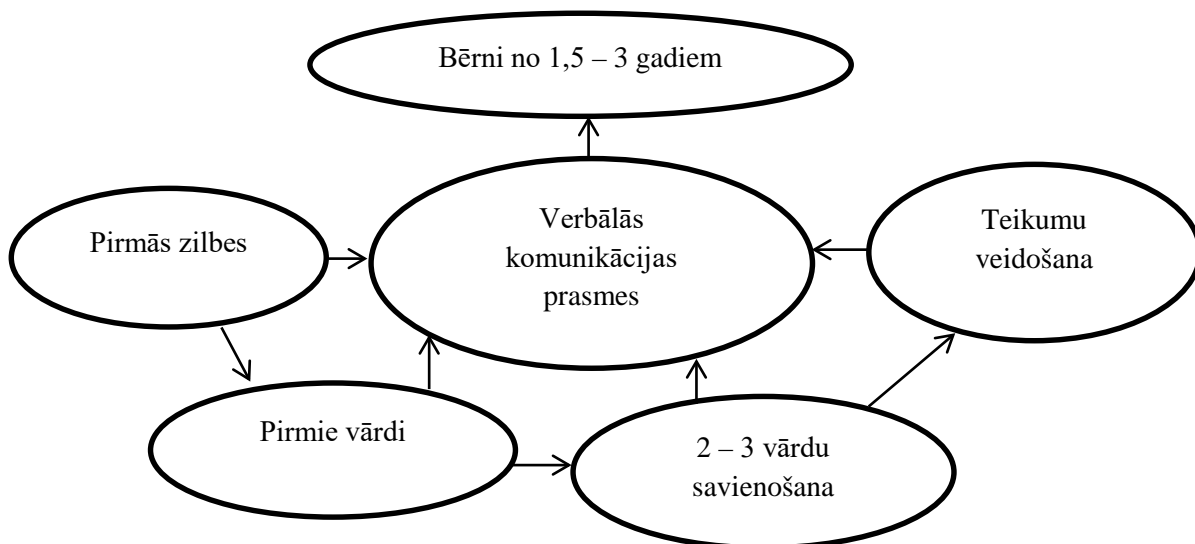 Bērni no 1,5 – 3 gadiem
Pirmās zilbes
Verbālās
komunikācijas
prasmes
Teikumu
veidošana
Pirmie vārdi
2 – 3 vārdu
savienošana